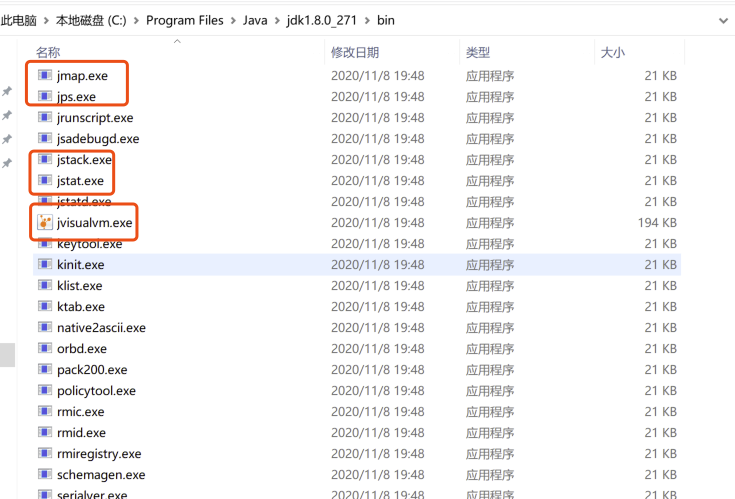 此电脑 > 本地磁盘 (C:) > Program Files > Java > jdk1.8.0_271 > bin
名称 修改日期 类型 大小
jmap.exe 2020/11/8 19:48 应用程序 21 KB
jps.exe 2020/11/8 19:48 应用程序 21 KB
jrunscript.exe 2020/11/8 19:48 应用程序 21 KB
jsadebugd.exe 2020/11/8 19:48 应用程序 21 KB
jstack.exe 2020/11/8 19:48 应用程序 21 KB
jstat.exe 2020/11/8 19:48 应用程序 21 KB
jstatd.exe 2020/11/8 19:48 应用程序 21 KB
jvisualvm.exe 2020/11/8 19:48 应用程序 194 KB
keytool.exe 2020/11/8 19:48 应用程序 21 KB
kinit.exe 2020/11/8 19:48 应用程序 21 KB
klist.exe 2020/11/8 19:48 应用程序 21 KB
ktab.exe 2020/11/8 19:48 应用程序 21 KB
native2ascii.exe 2020/11/8 19:48 应用程序 21 KB
orbd.exe 2020/11/8 19:48 应用程序 21 KB
pack200.exe 2020/11/8 19:48 应用程序 21 KB
policytool.exe 2020/11/8 19:48 应用程序 21 KB
rmic.exe 2020/11/8 19:48 应用程序 21 KB
rmid.exe 2020/11/8 19:48 应用程序 21 KB
rmiregistry.exe 2020/11/8 19:48 应用程序 21 KB
schemagen.exe 2020/11/8 19:48 应用程序 21 KB
serialver.exe 2020/11/8 19:48 应用程序 21 KB